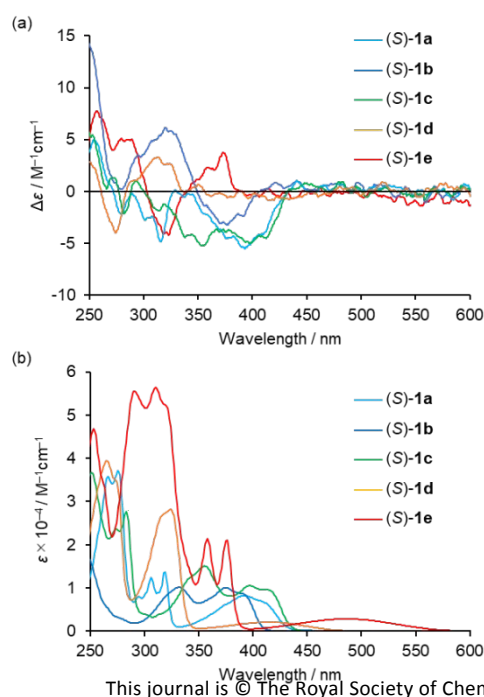 (a)
15
10
5
0
-5
-10
Δε / M⁻¹cm⁻¹
(S)-1a
(S)-1b
(S)-1c
(S)-1d
(S)-1e
250 300 350 400 450 500 550 600
Wavelength / nm
(b)
6
5
4
3
2
1
0
ε × 10⁻⁴ / M⁻¹cm⁻¹
(S)-1a
(S)-1b
(S)-1c
(S)-1d
(S)-1e
250 300 350 400 450 500 550 600
Wavelength / nm
This journal is © The Royal Society of Chem